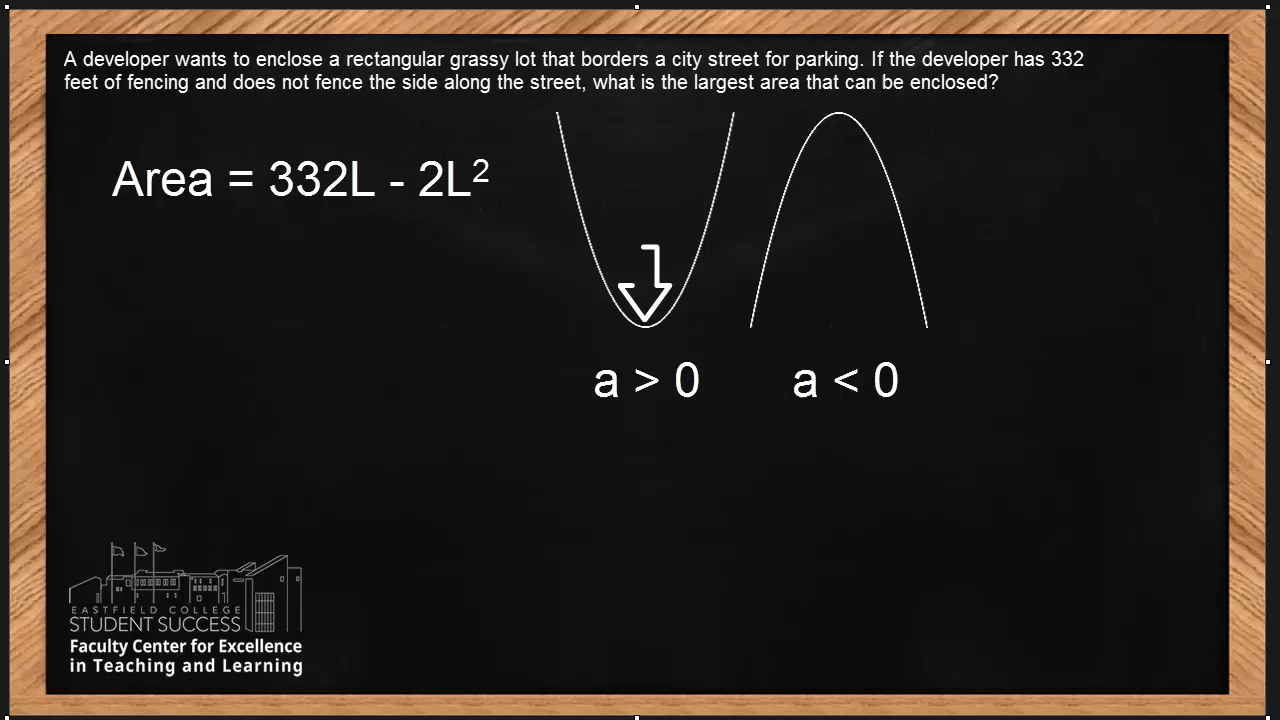 A developer wants to enclose a rectangular grassy lot that borders a city street for parking. If the developer has 332
feet of fencing and does not fence the side along the street, what is the largest area that can be enclosed?
Area = 332L - 2L²
a > 0
a < 0
EASTFIELD COLLEGE
STUDENT SUCCESS
Faculty Center for Excellence
in Teaching and Learning